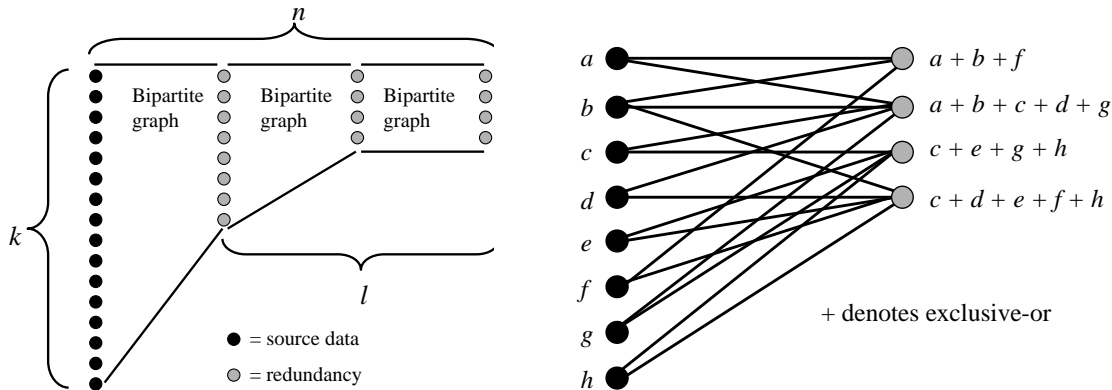 n
k
Bipartite
graph
Bipartite
graph
Bipartite
graph
l
= source data
= redundancy
a
b
c
d
e
f
g
h
a + b + f
a + b + c + d + g
c + e + g + h
c + d + e + f + h
+ denotes exclusive-or